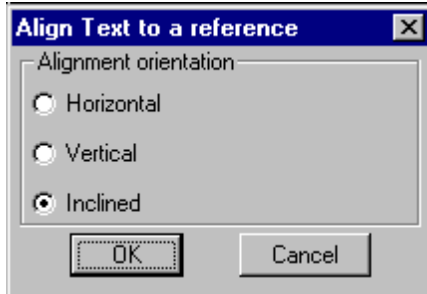 Align Text to a reference
Alignment orientation
Horizontal
Vertical
Inclined
OK Cancel